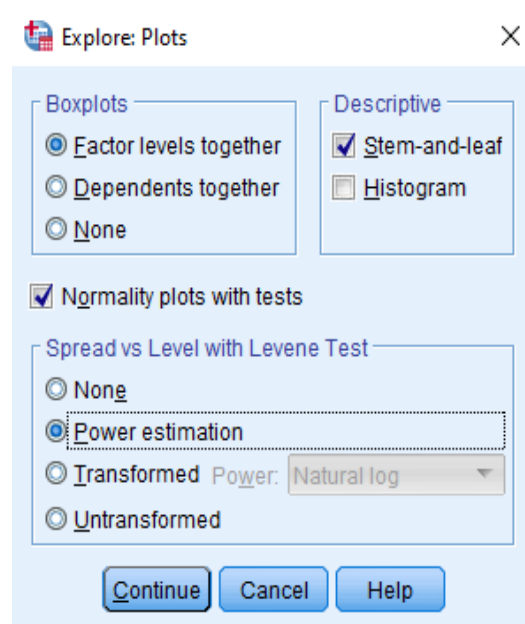 Explore: Plots
Boxplots
Factor levels together
Dependents together
None
Descriptive
Stem-and-leaf
Histogram
Normality plots with tests
Spread vs Level with Levene Test
None
Power estimation
Transformed Power: Natural log
Untransformed
Continue Cancel Help